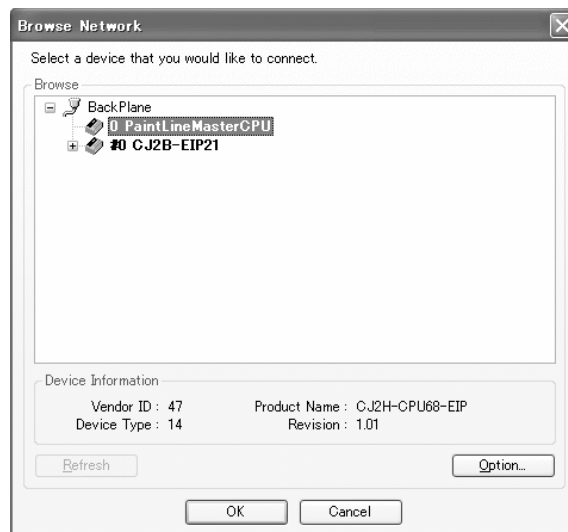 Browse Network
Select a device that you would like to connect.
Browse
BackPlane
0 PaintLineMasterCPU
#0 CJ2B-EIP21
Device Information
Vendor ID : 47 Product Name : CJ2H-CPU68-EIP
Device Type : 14 Revision : 1.01
Refresh Option...
OK Cancel